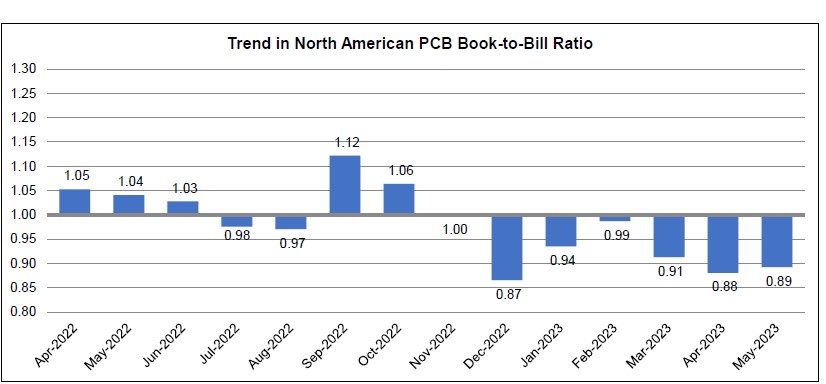 Trend in North American PCB Book-to-Bill Ratio
1.30
1.25
1.20
1.15
1.10
1.05
1.00
0.95
0.90
0.85
0.80
1.05
1.04
1.03
0.98
0.97
1.12
1.06
1.00
0.87
0.94
0.99
0.91
0.88
0.89
Apr-2022
May-2022
Jun-2022
Jul-2022
Aug-2022
Sep-2022
Oct-2022
Nov-2022
Dec-2022
Jan-2023
Feb-2023
Mar-2023
Apr-2023
May-2023